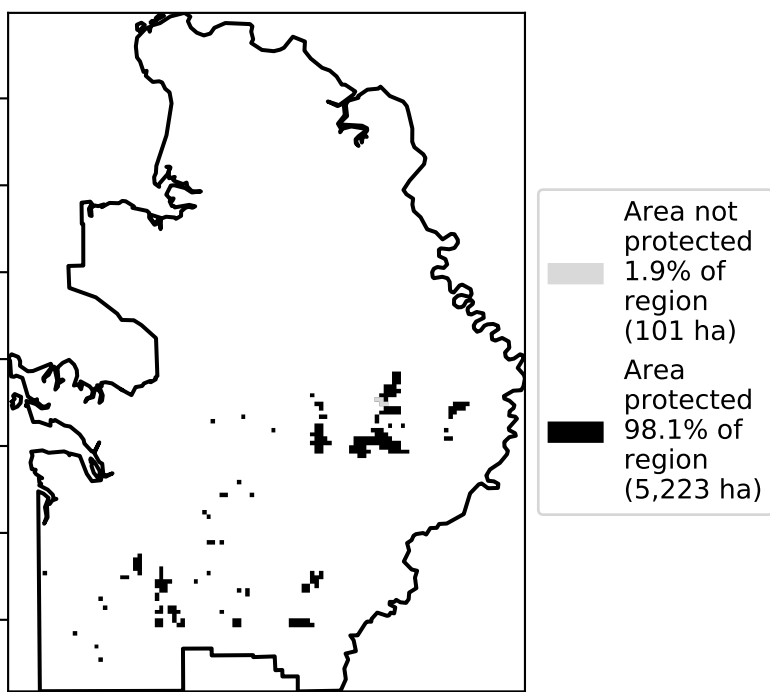 Area not
protected
1.9% of
region
(101 ha)
Area
protected
98.1% of
region
(5,223 ha)